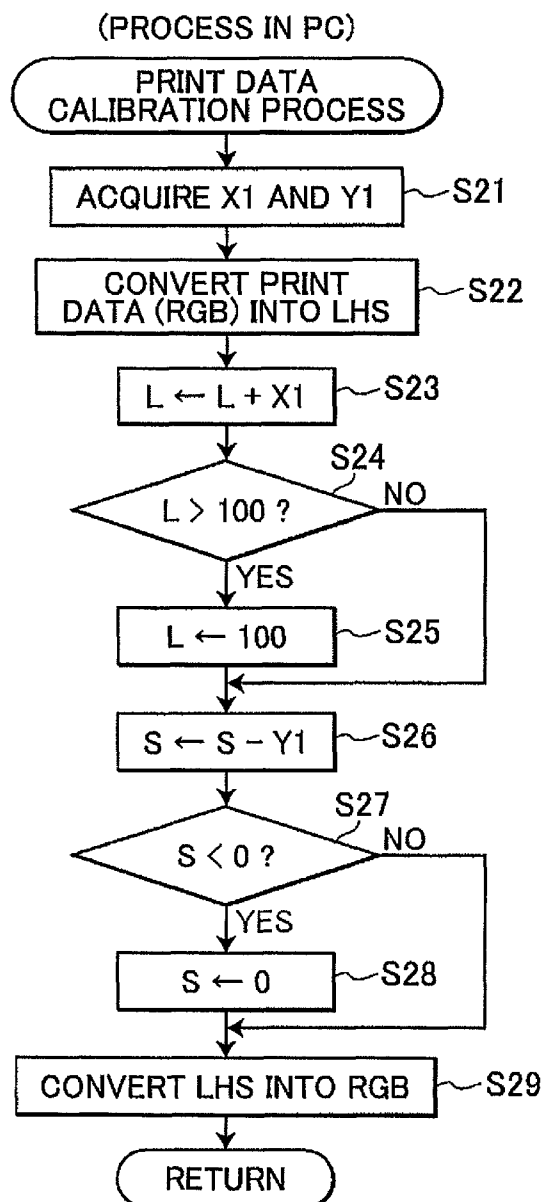 (PROCESS IN PC)
PRINT DATA
CALIBRATION PROCESS
ACQUIRE X1 AND Y1
S21
CONVERT PRINT
DATA (RGB) INTO LHS
S22
L ← L + X1
S23
S24
L > 100 ?
NO
YES
L ← 100
S25
S ← S - Y1
S26
S27
S < 0 ?
NO
YES
S ← 0
S28
CONVERT LHS INTO RGB
S29
RETURN